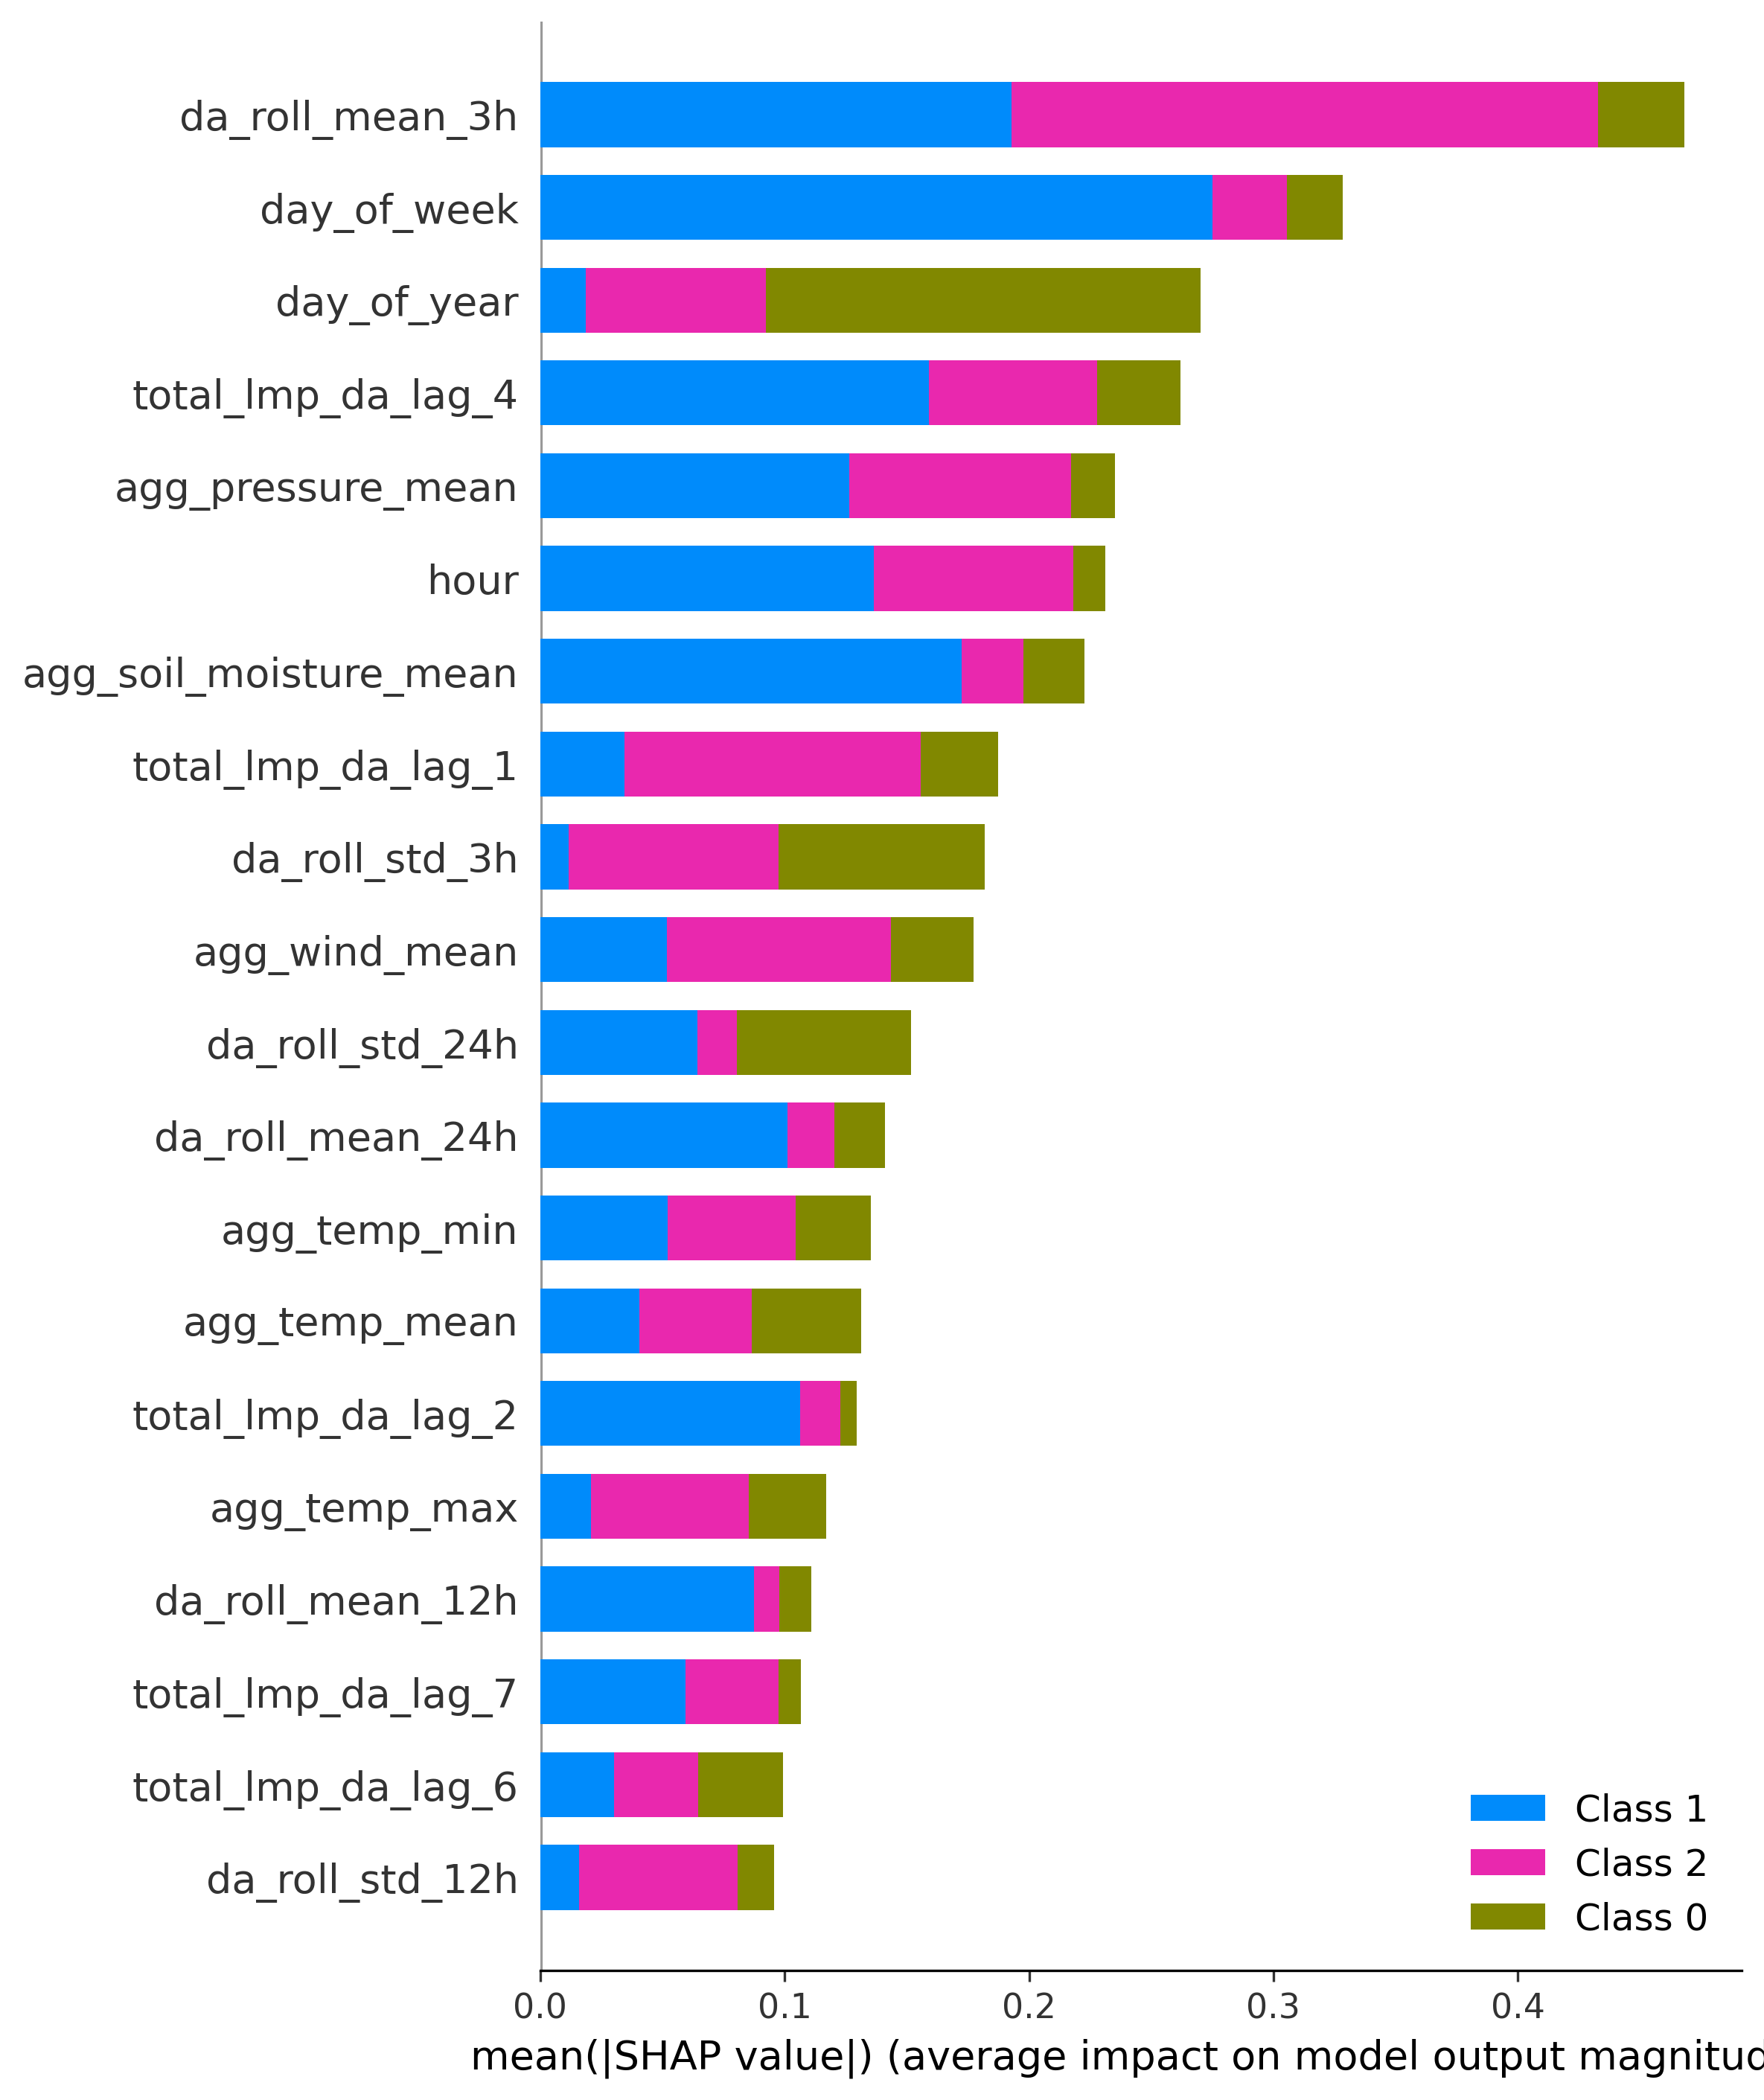 da_roll_mean_3h
day_of_week
day_of_year
total_lmp_da_lag_4
agg_pressure_mean
hour
agg_soil_moisture_mean
total_lmp_da_lag_1
da_roll_std_3h
agg_wind_mean
da_roll_std_24h
da_roll_mean_24h
agg_temp_min
agg_temp_mean
total_lmp_da_lag_2
agg_temp_max
da_roll_mean_12h
total_lmp_da_lag_7
total_lmp_da_lag_6
da_roll_std_12h
Class 1
Class 2
Class 0
0.0 0.1 0.2 0.3 0.4
mean(|SHAP value|) (average impact on model output magnitud